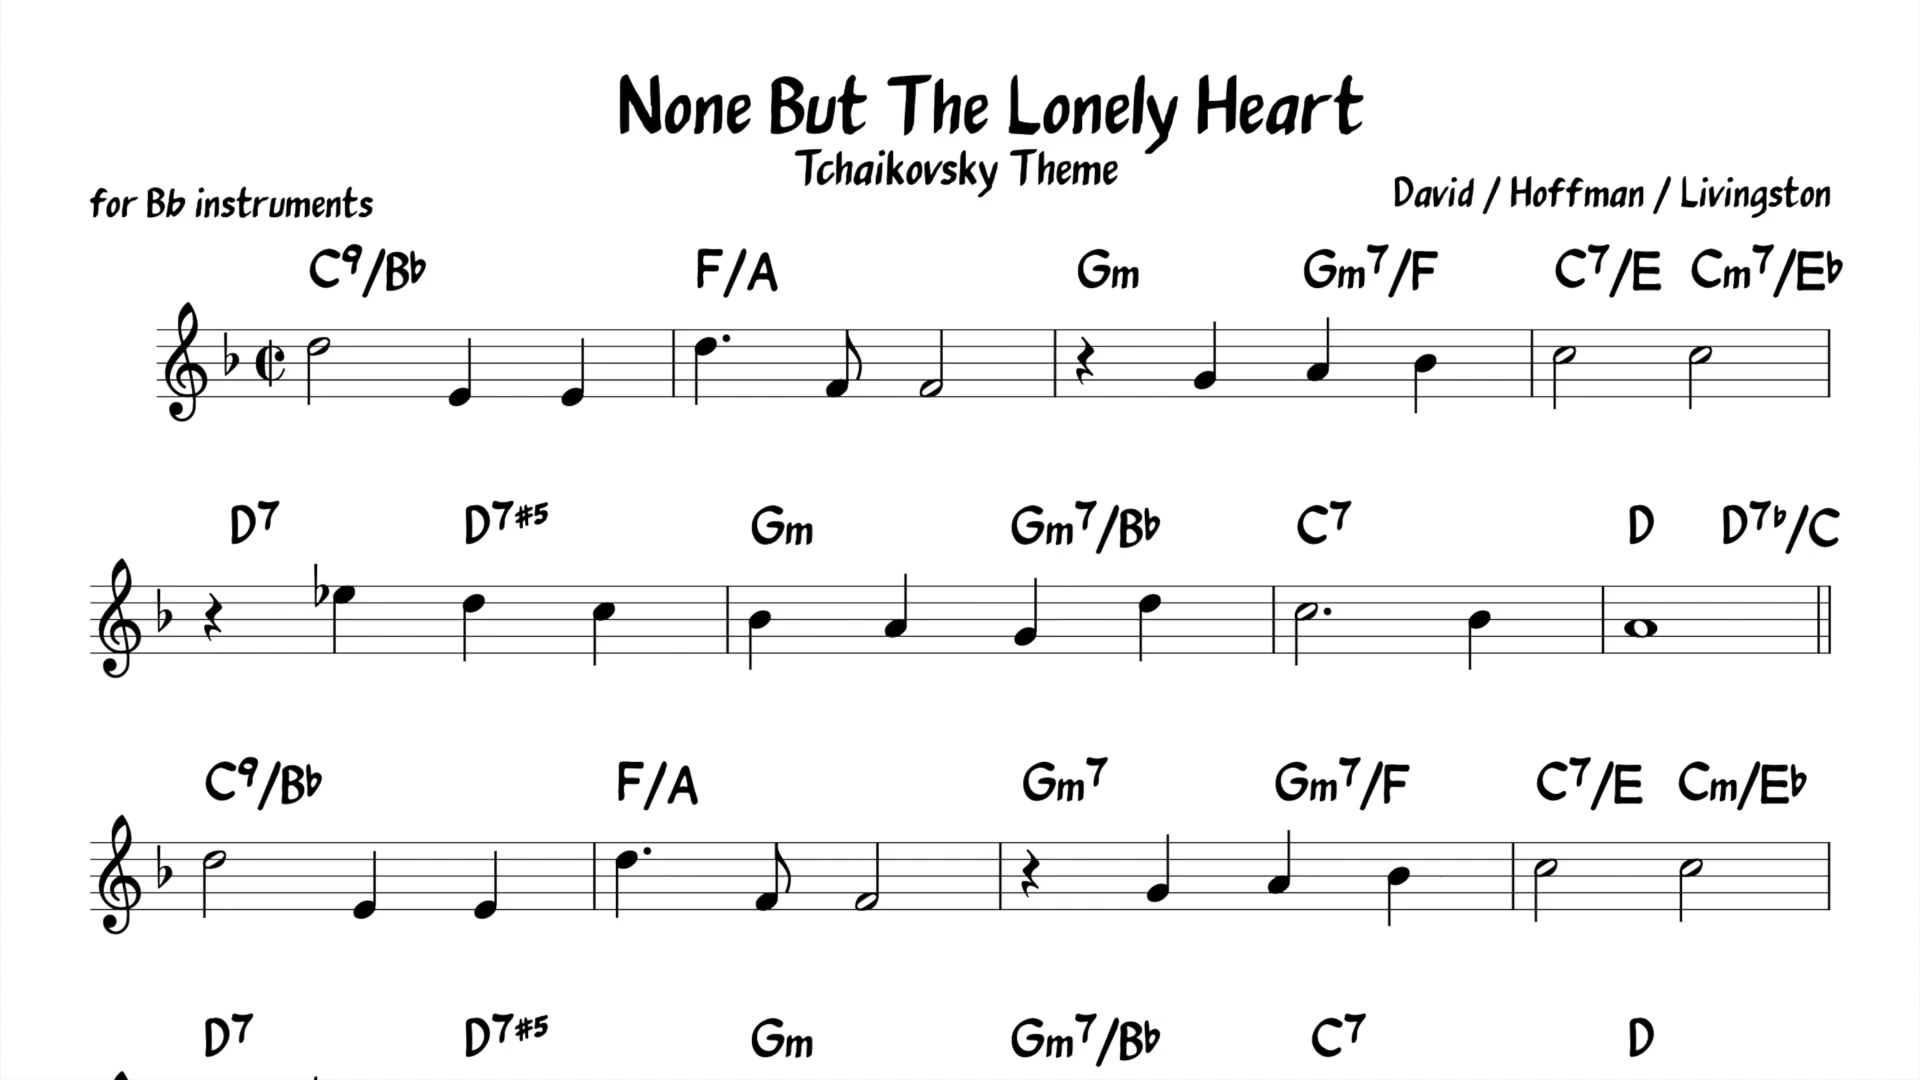 None But The Lonely Heart
Tchaikovsky Theme
for Bb instruments
David / Hoffman / Livingston
C9/Bb F/A Gm Gm7/F C7/E Cm7/Eb
D7 D7#5 Gm Gm7/Bb C7 D D7b/C
C9/Bb F/A Gm7 Gm7/F C7/E Cm/Eb
D7 D7#5 Gm Gm7/Bb C7 D